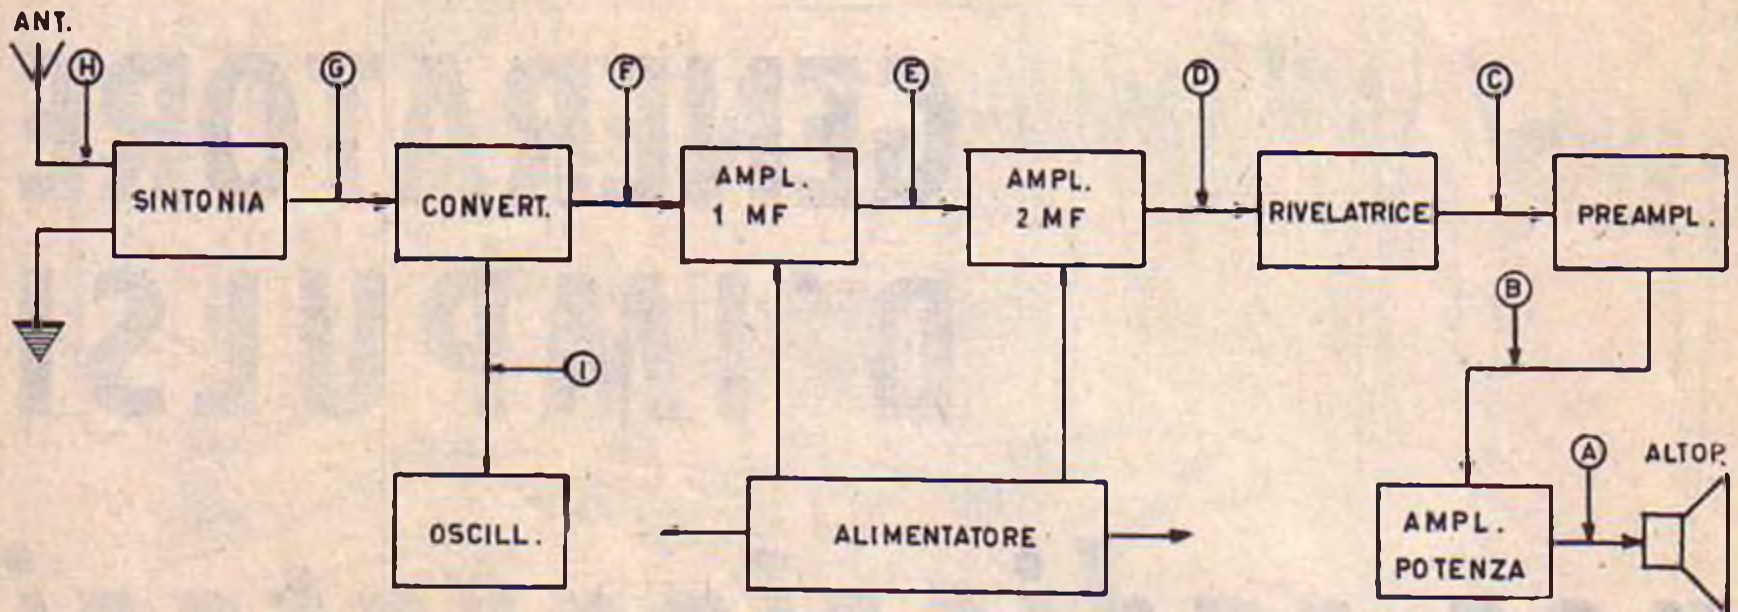 ANT.
H
G
F
E
D
C
SINTONIA
CONVERT.
AMPL.
1 MF
AMPL.
2 MF
RIVELATRICE
PREAMPL.
B
I
A
ALTOP.
OSCILL.
ALIMENTATORE
AMPL.
POTENZA